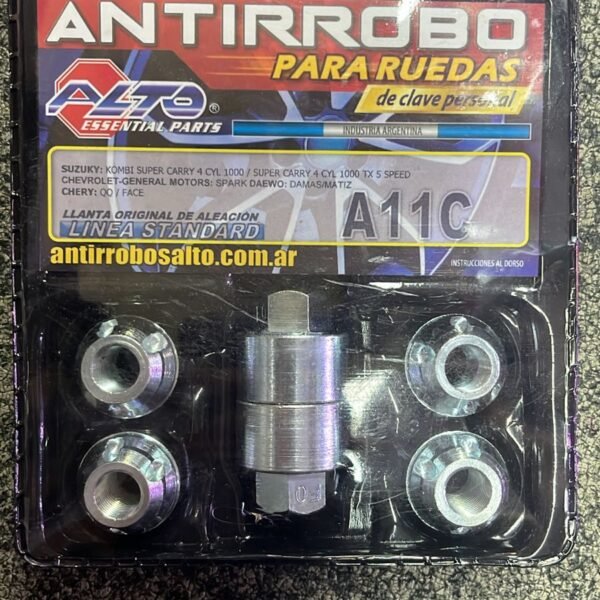 ANTIRROBO
PARA RUEDAS
de clave personal
ALTO®
ESSENTIAL PARTS
INDUSTRIA ARGENTINA
SUZUKY: KOMBI SUPER CARRY 4 CYL 1000 / SUPER CARRY 4 CYL 1000 TX 5 SPEED
CHEVROLET-GENERAL MOTORS: SPARK DAEWO: DAMAS/MATIZ
CHERY: QQ / FACE
LLANTA ORIGINAL DE ALEACIÓN
LINEA STANDARD
A11C
antirrobosalto.com.ar
INSTRUCCIONES AL DORSO